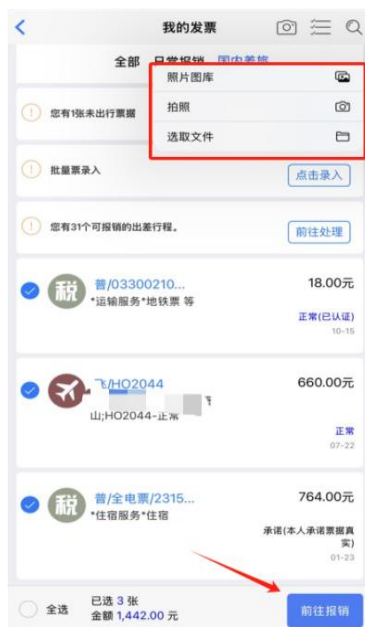 我的发票
全部 日常报销 国内差旅
照片图库
拍照
选取文件
您有1张未出行票据
批量票录入
点击录入
您有31个可报销的出差行程。
前往处理
税
普/03300210...
18.00元
*运输服务*地铁票 等
正常(已认证)
10-15
飞/HO2044
660.00元
山;HO2044-正常
正常
07-22
税
普/全电票/2315...
764.00元
*住宿服务*住宿
承诺(本人承诺票据真
实)
01-23
全选
已选 3 张
金额 1,442.00 元
前往报销